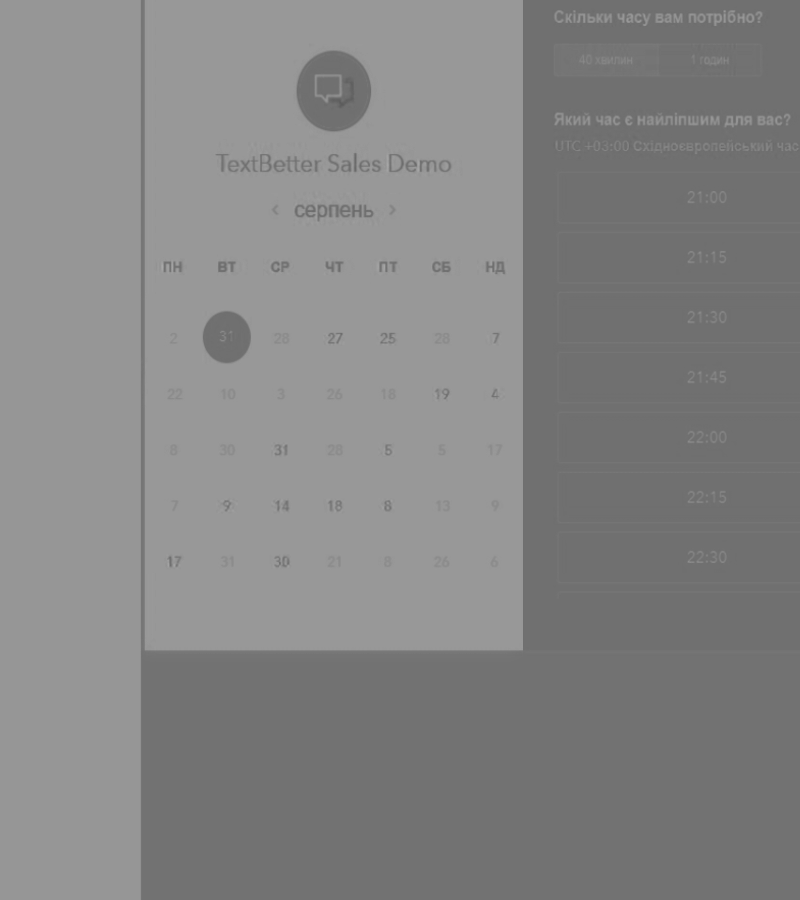 TextBetter Sales Demo
‹ серпень ›
ПН ВТ СР ЧТ ПТ СБ НД
2 31 28 27 25 28 7
22 10 3 26 18 19 4
8 30 31 28 5 5 17
7 9 14 18 8 13 9
17 31 30 21 8 26 6
Скільки часу вам потрібно?
40 хвилин 1 годин
Який час є найліпшим для вас?
UTC +03:00 Східноєвропейський час
21:00
21:15
21:30
21:45
22:00
22:15
22:30